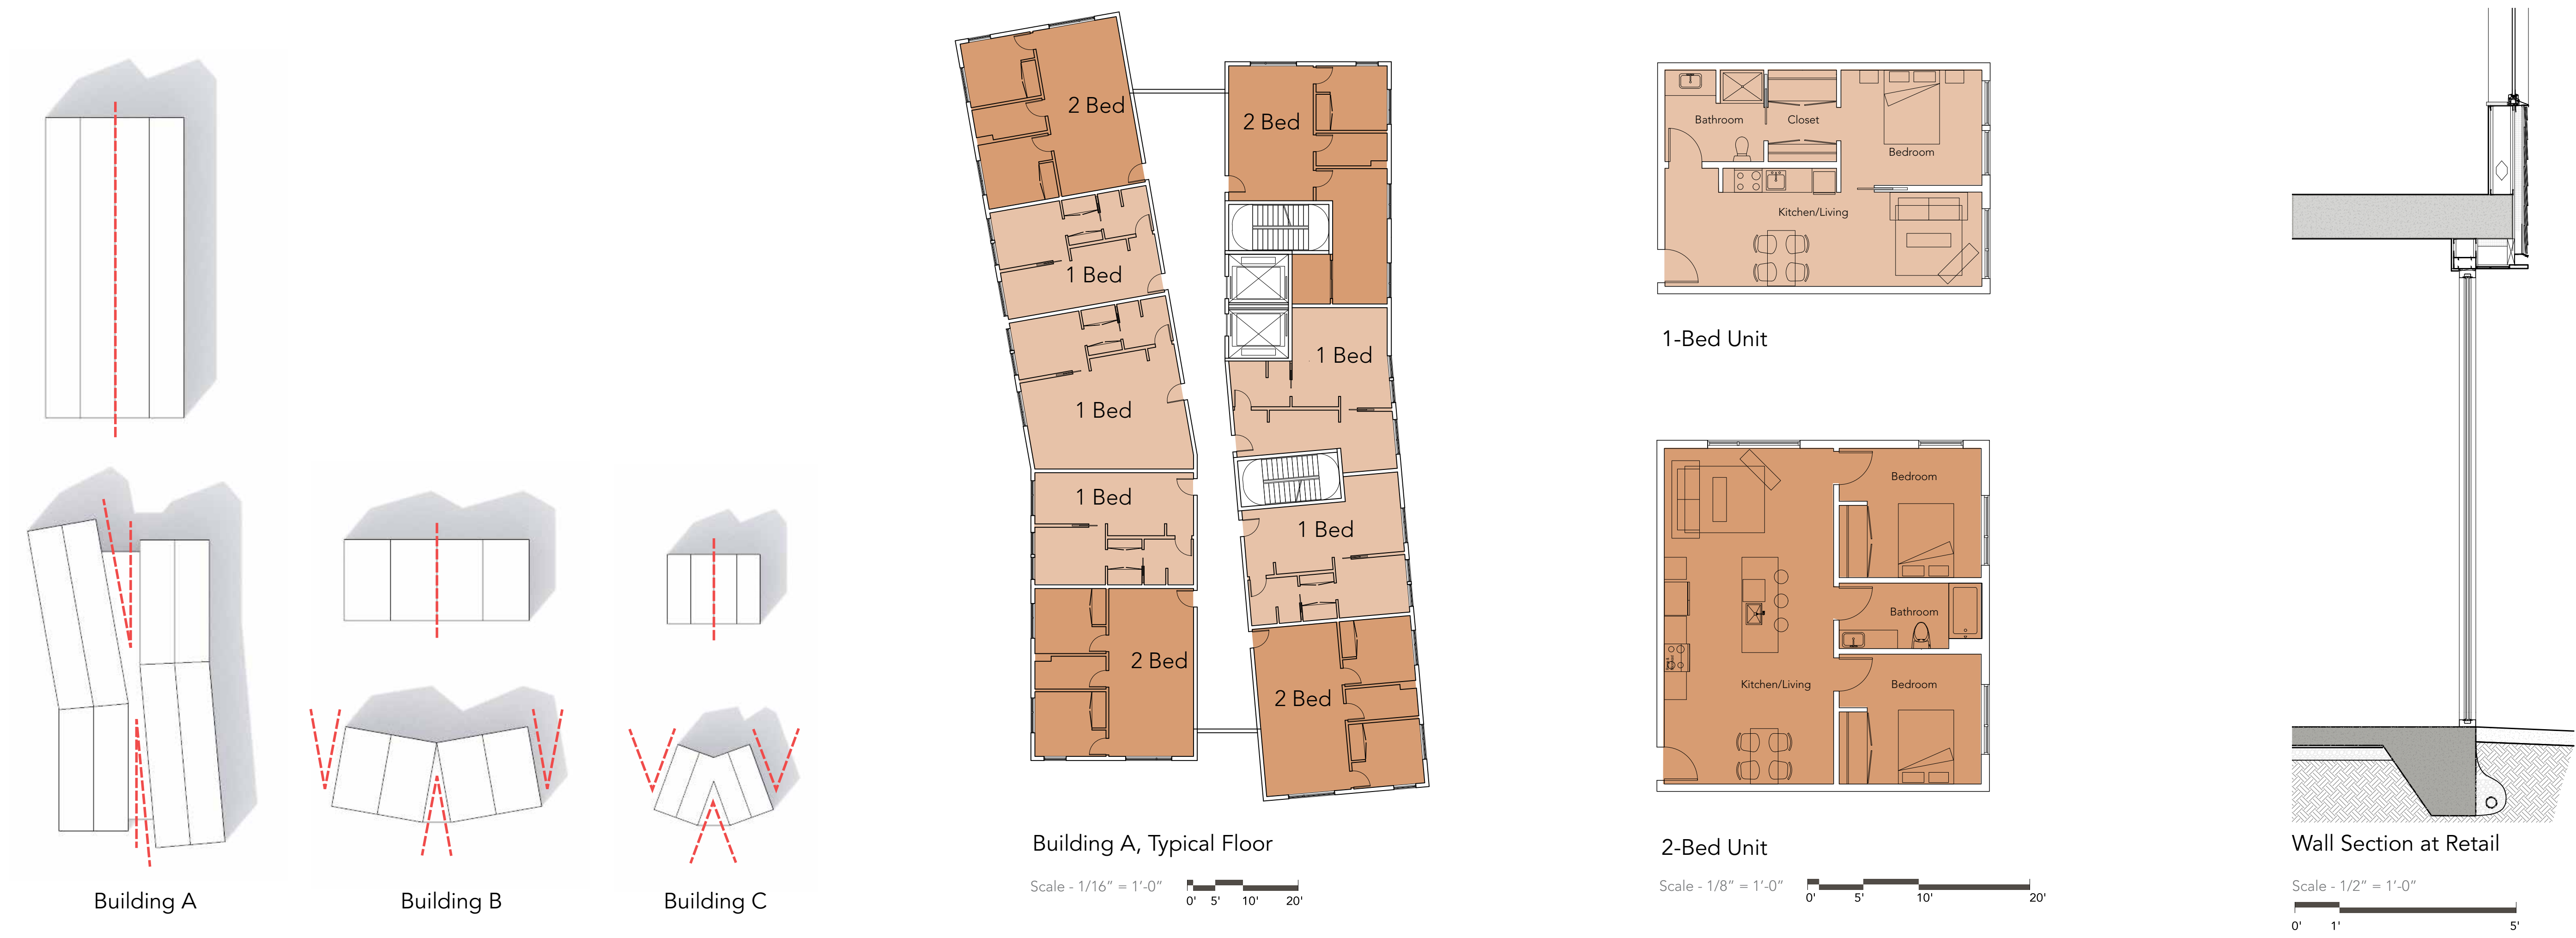 Building A
Building B
Building C
2 Bed
2 Bed
1 Bed
1 Bed
1 Bed
1 Bed
1 Bed
2 Bed
2 Bed
Building A, Typical Floor
Scale - 1/16” = 1’-0”
0' 5' 10' 20'
Bathroom
Closet
Bedroom
Kitchen/Living
1-Bed Unit
Bedroom
Bathroom
Kitchen/Living
Bedroom
2-Bed Unit
Scale - 1/8” = 1’-0”
0' 5' 10' 20'
Wall Section at Retail
Scale - 1/2” = 1’-0”
0' 1' 5'